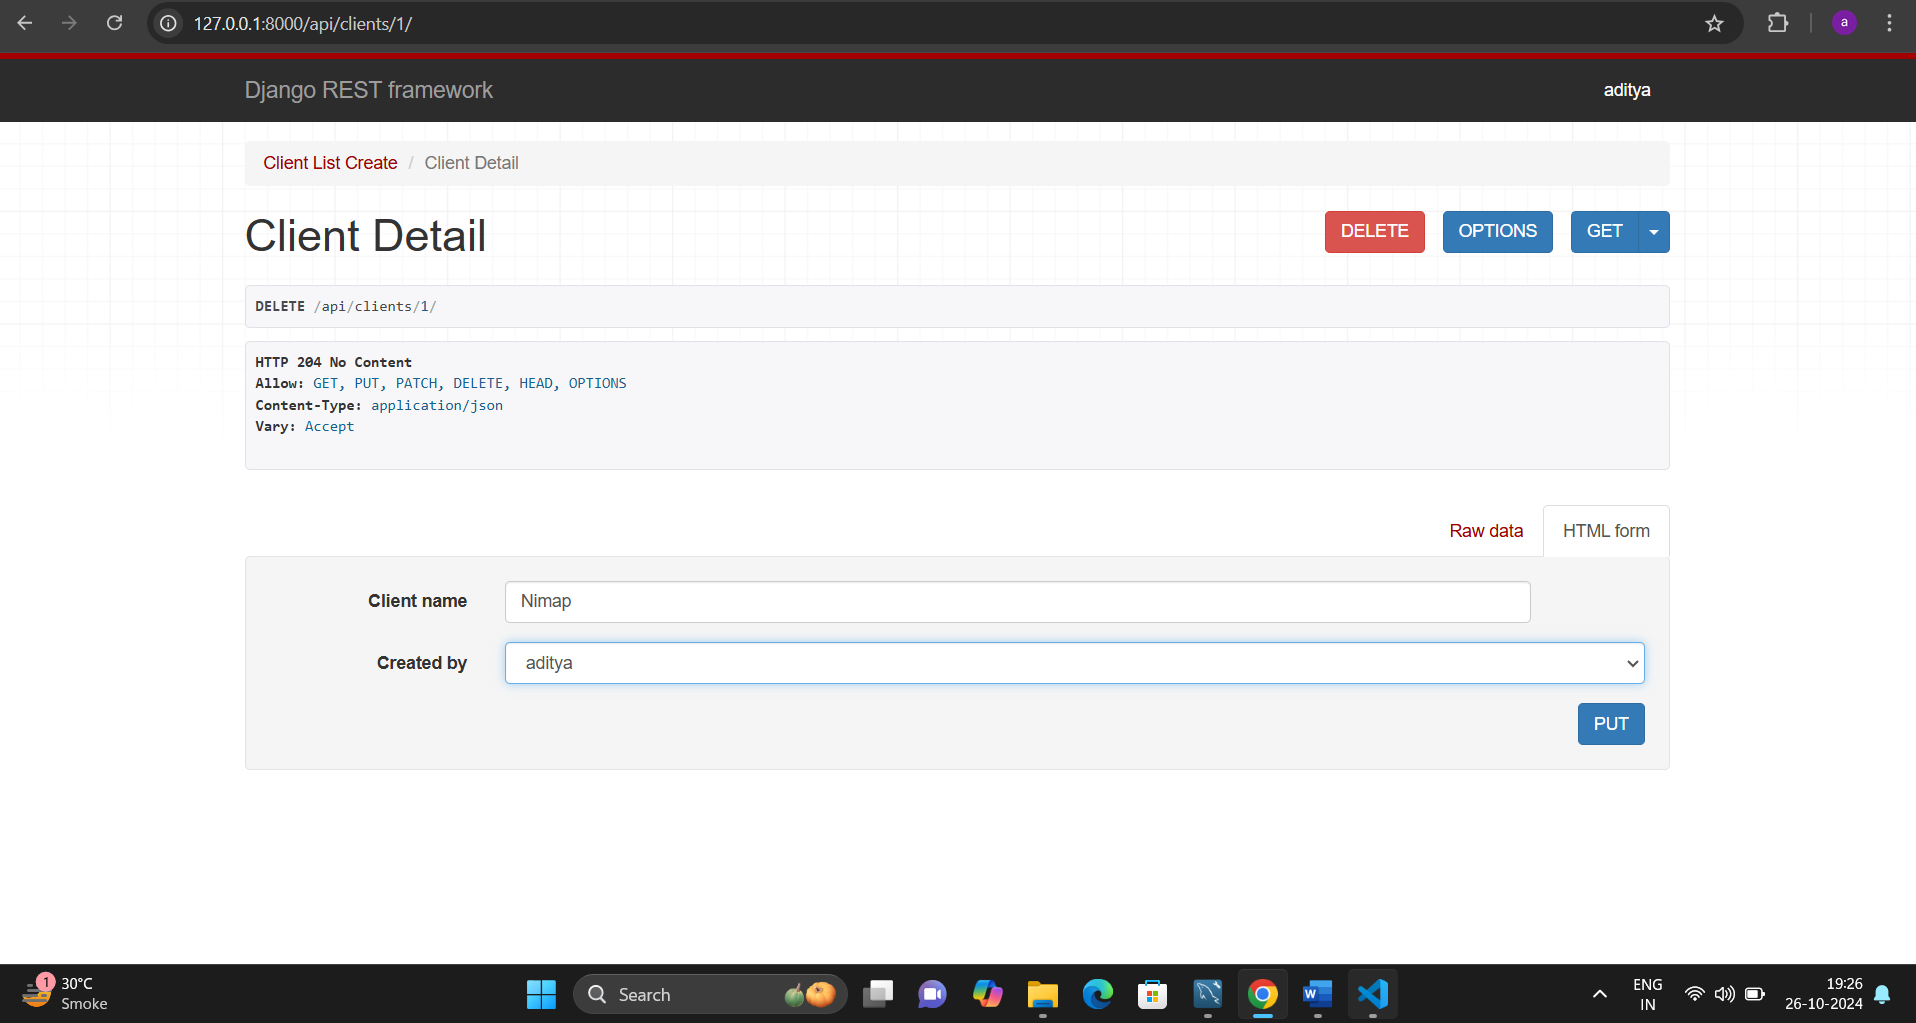 127.0.0.1:8000/api/clients/1/
a
Django REST framework
aditya
Client List Create / Client Detail
Client Detail
DELETE
OPTIONS
GET
DELETE /api/clients/1/
HTTP 204 No Content
Allow: GET, PUT, PATCH, DELETE, HEAD, OPTIONS
Content-Type: application/json
Vary: Accept
Raw data
HTML form
Client name
Nimap
Created by
aditya
PUT
1
30°C
Smoke
Search
W
ENG
IN
19:26
26-10-2024